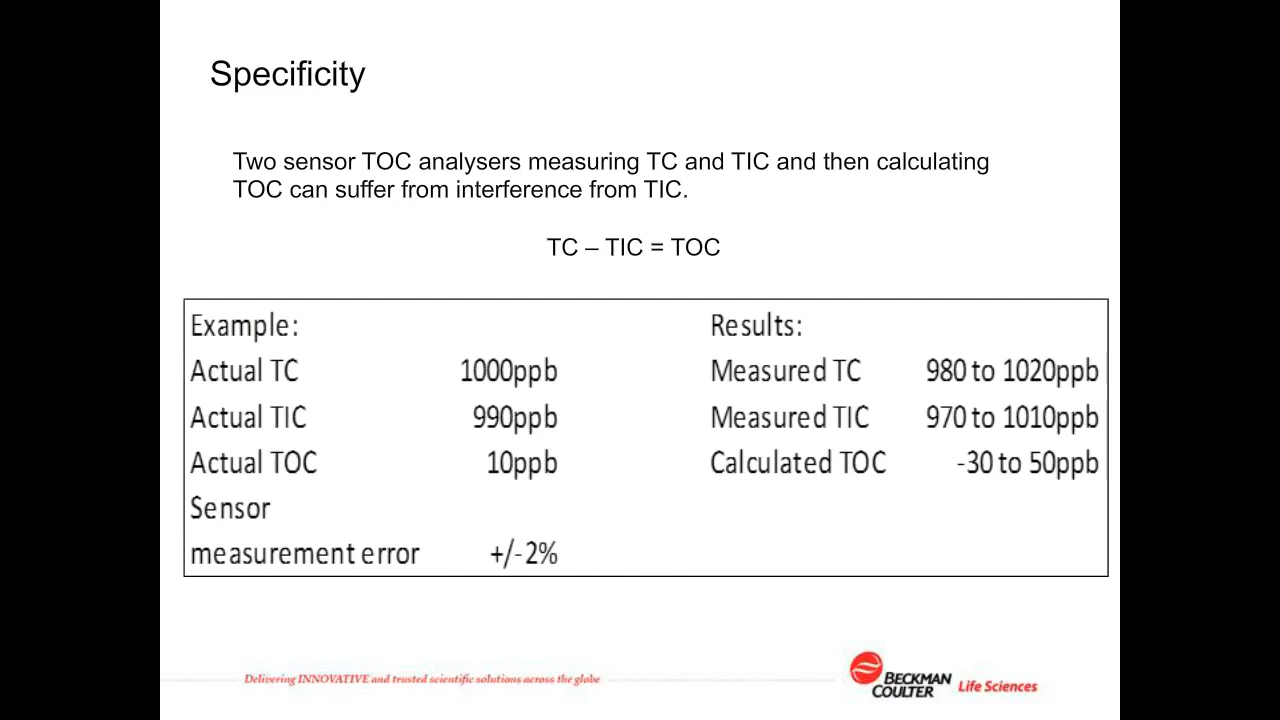 Specificity
Two sensor TOC analysers measuring TC and TIC and then calculating
TOC can suffer from interference from TIC.
TC – TIC = TOC
Example: Results:
Actual TC 1000ppb Measured TC 980 to 1020ppb
Actual TIC 990ppb Measured TIC 970 to 1010ppb
Actual TOC 10ppb Calculated TOC -30 to 50ppb
Sensor
measurement error +/-2%
Delivering INNOVATIVE and trusted scientific solutions across the globe
BECKMAN
COULTER Life Sciences